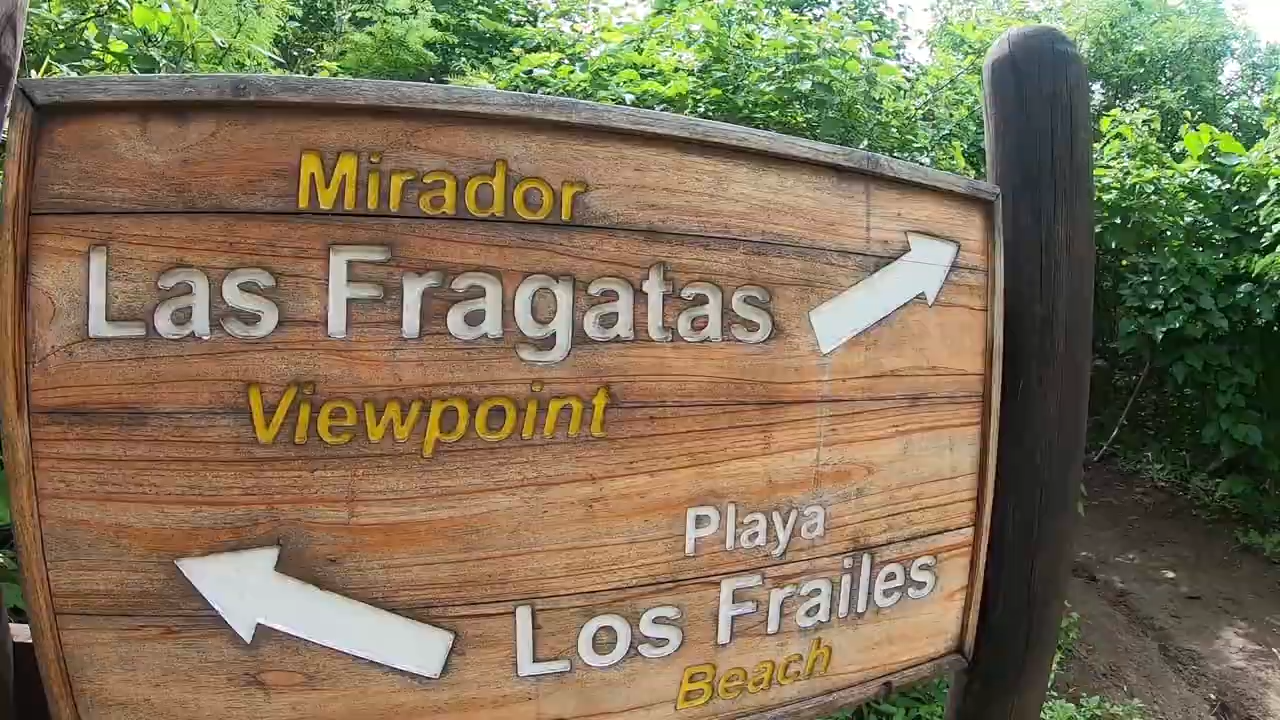 Mirador
Las Fragatas
Viewpoint
Playa
Los Frailes
Beach